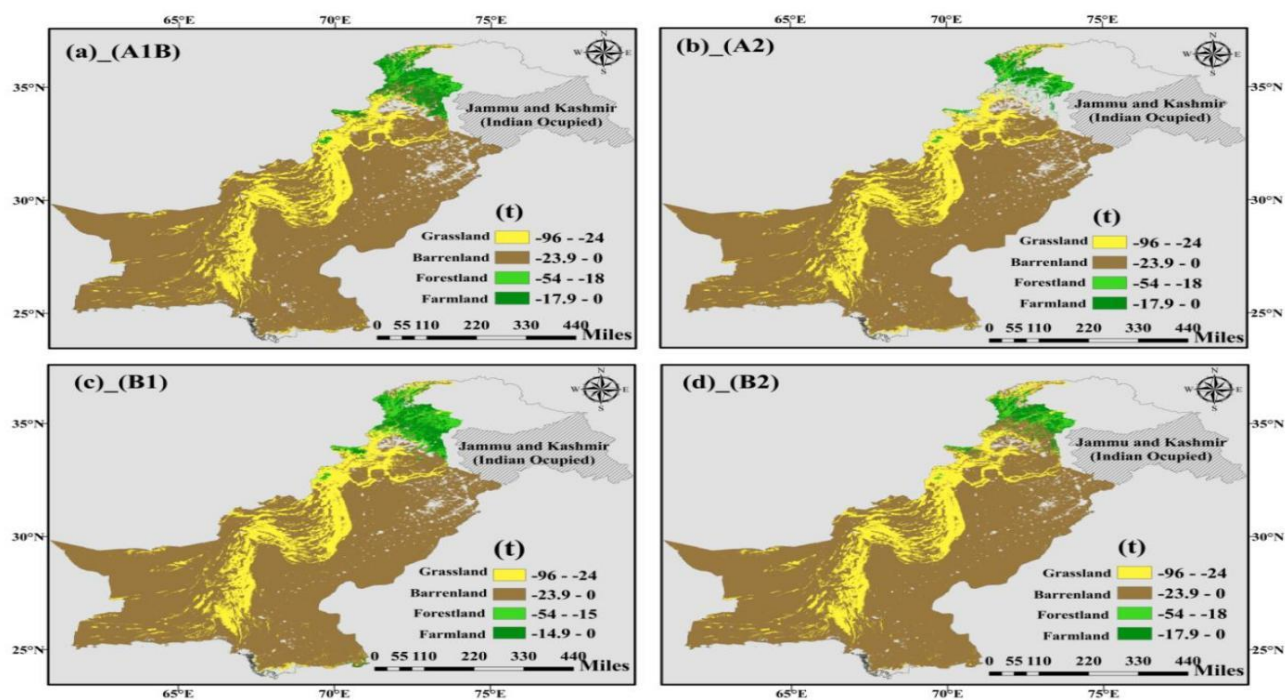 65°E 70°E 75°E
65°E 70°E 75°E
(a)_(A1B)
N
W E
S
35°N
Jammu and Kashmir
(Indian Ocupied)
30°N
(t)
Grassland -96 - -24
Barrenland -23.9 - 0
Forestland -54 - -18
Farmland -17.9 - 0
25°N
0 55 110 220 330 440
Miles
(b)_(A2)
N
W E
S
35°N
Jammu and Kashmir
(Indian Ocupied)
30°N
(t)
Grassland -96 - -24
Barrenland -23.9 - 0
Forestland -54 - -18
Farmland -17.9 - 0
25°N
0 55 110 220 330 440
Miles
(c)_(B1)
N
W E
S
35°N
Jammu and Kashmir
(Indian Ocupied)
30°N
(t)
Grassland -96 - -24
Barrenland -23.9 - 0
Forestland -54 - -15
Farmland -14.9 - 0
25°N
0 55 110 220 330 440
Miles
(d)_(B2)
N
W E
S
35°N
Jammu and Kashmir
(Indian Ocupied)
30°N
(t)
Grassland -96 - -24
Barrenland -23.9 - 0
Forestland -54 - -18
Farmland -17.9 - 0
25°N
0 55 110 220 330 440
Miles
65°E 70°E 75°E
65°E 70°E 75°E